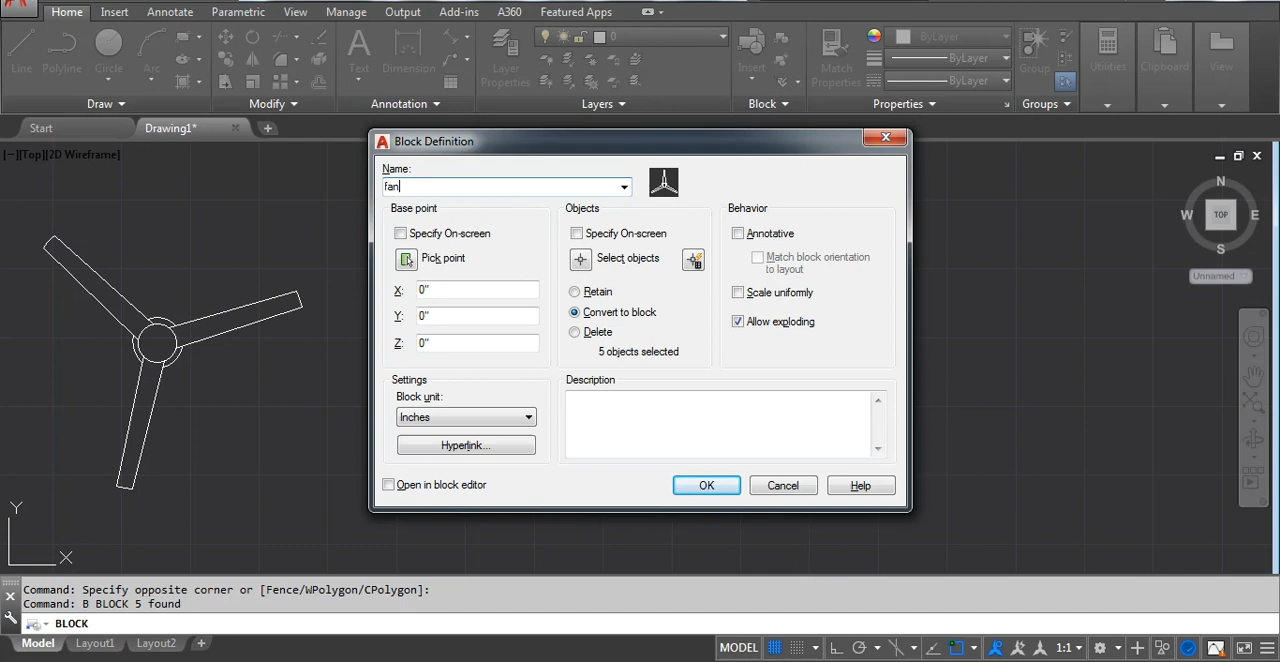 Home Insert Annotate Parametric View Manage Output Add-ins A360 Featured Apps
Line Polyline Circle Arc Text Dimension Layer Properties 0 Insert Match Properties ByLayer ByLayer ByLayer Group Utilities Clipboard View
Draw Modify Annotation Layers Block Properties Groups
Start Drawing1*
[−][Top][2D Wireframe]
Block Definition
Name:
fan
Base point
Specify On-screen
Pick point
X: 0"
Y: 0"
Z: 0"
Objects
Specify On-screen
Select objects
Retain
Convert to block
Delete
5 objects selected
Behavior
Annotative
Match block orientation
to layout
Scale uniformly
Allow exploding
Settings
Block unit:
Inches
Hyperlink...
Description
Open in block editor
OK Cancel Help
N
W TOP E
S
Unnamed
Y
X
Command: Specify opposite corner or [Fence/WPolygon/CPolygon]:
Command: B BLOCK 5 found
BLOCK
Model Layout1 Layout2 +
MODEL 1:1